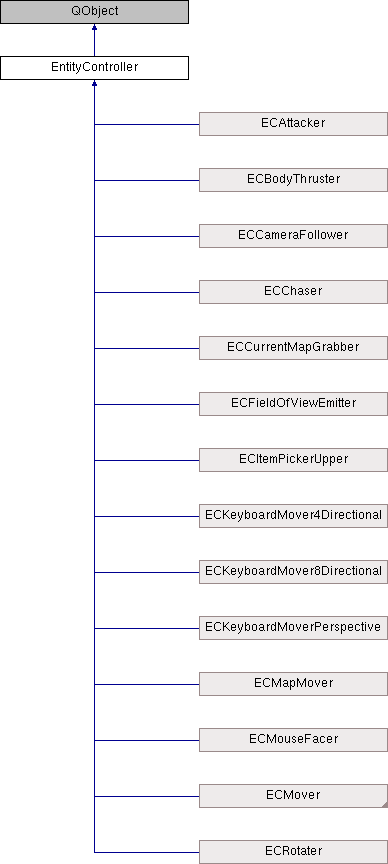 QObject
EntityController
ECAttacker
ECBodyThruster
ECCameraFollower
ECChaser
ECCurrentMapGrabber
ECFieldOfViewEmitter
ECItemPickerUpper
ECKeyboardMover4Directional
ECKeyboardMover8Directional
ECKeyboardMoverPerspective
ECMapMover
ECMouseFacer
ECMover
ECRotater